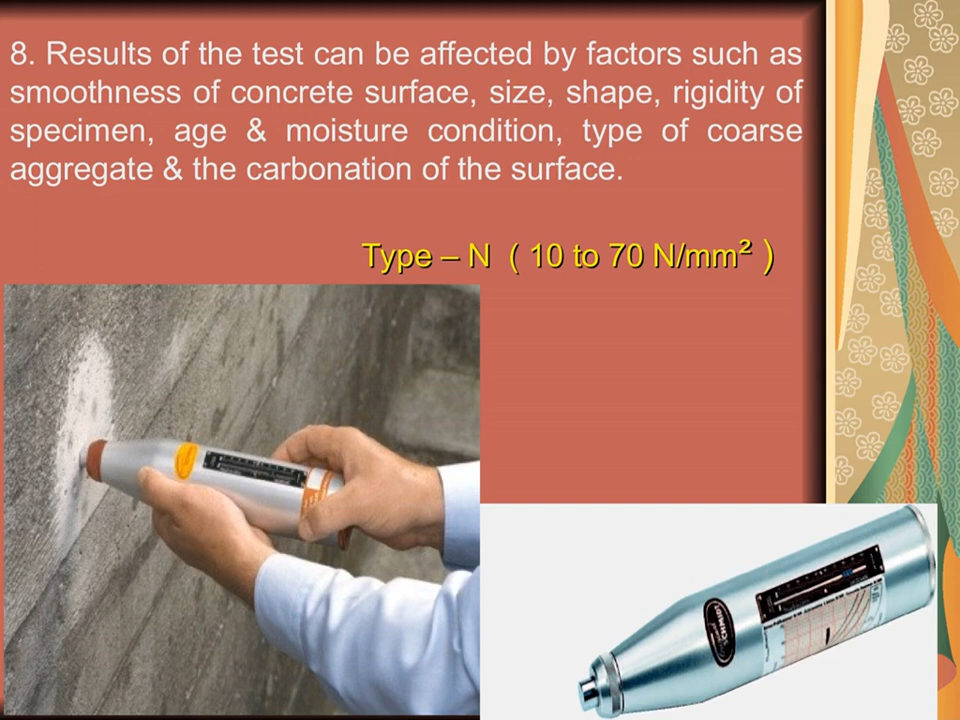 8. Results of the test can be affected by factors such as
smoothness of concrete surface, size, shape, rigidity of
specimen, age & moisture condition, type of coarse
aggregate & the carbonation of the surface.
Type – N ( 10 to 70 N/mm² )
SCHMIDT